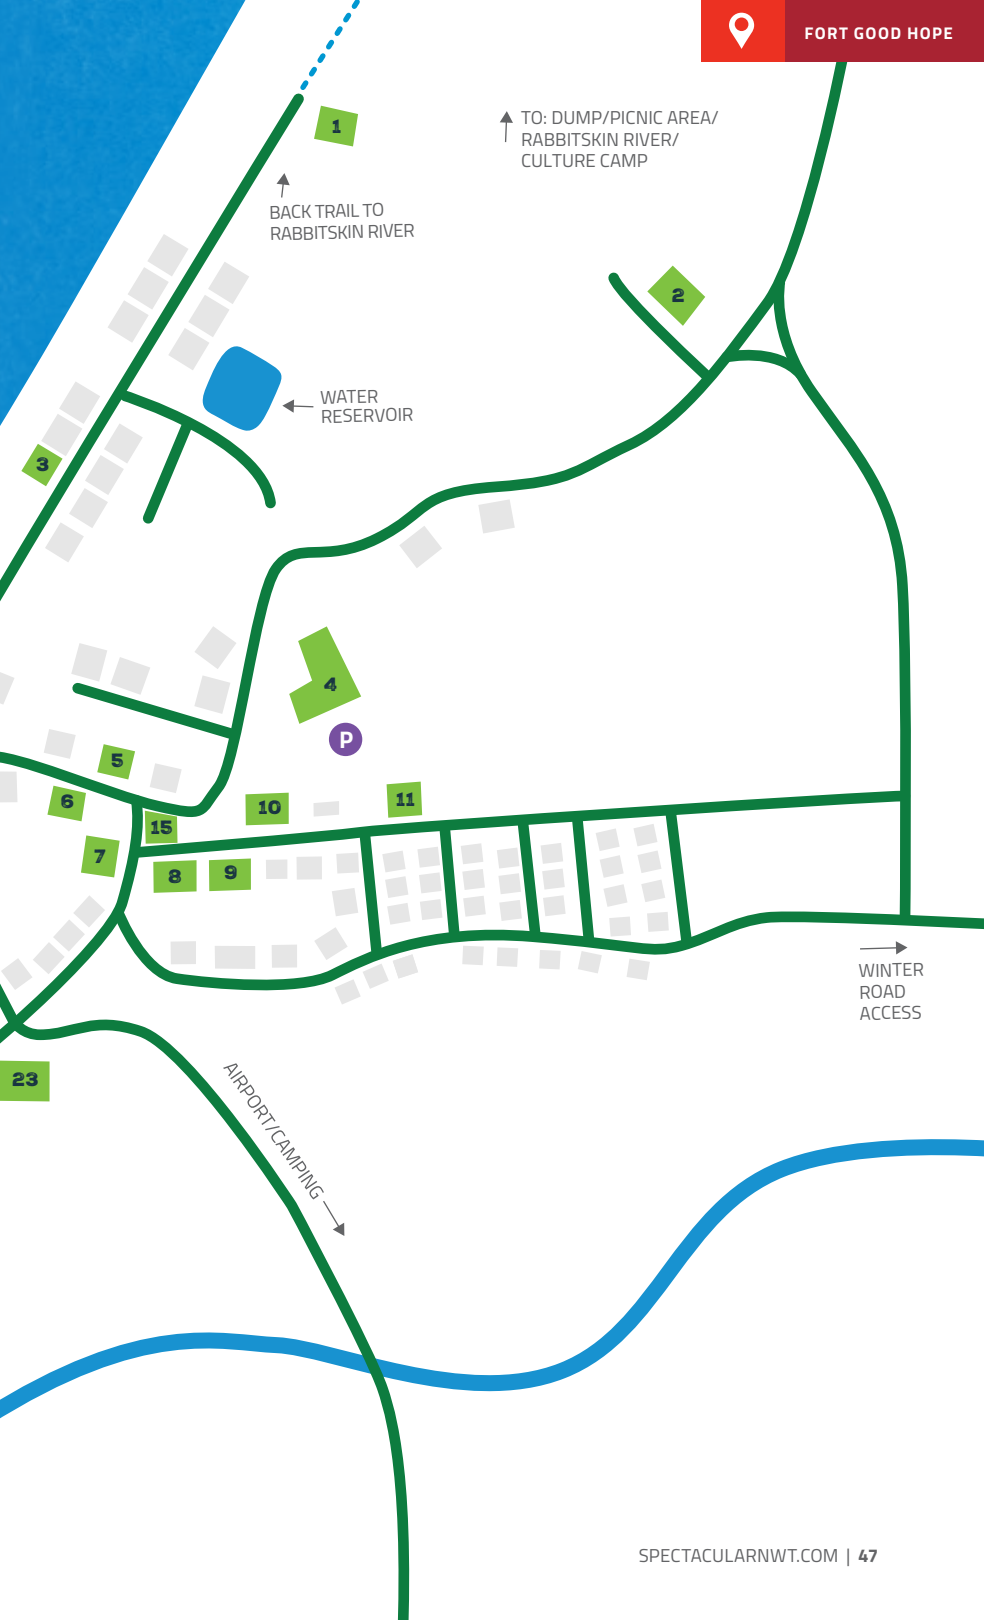 FORT GOOD HOPE
1
TO: DUMP/PICNIC AREA/
RABBITSKIN RIVER/
CULTURE CAMP
BACK TRAIL TO
RABBITSKIN RIVER
2
WATER
RESERVOIR
3
4
P
5
6
10
11
15
7
8
9
WINTER
ROAD
ACCESS
23
AIRPORT/CAMPING
SPECTACULARNWT.COM | 47